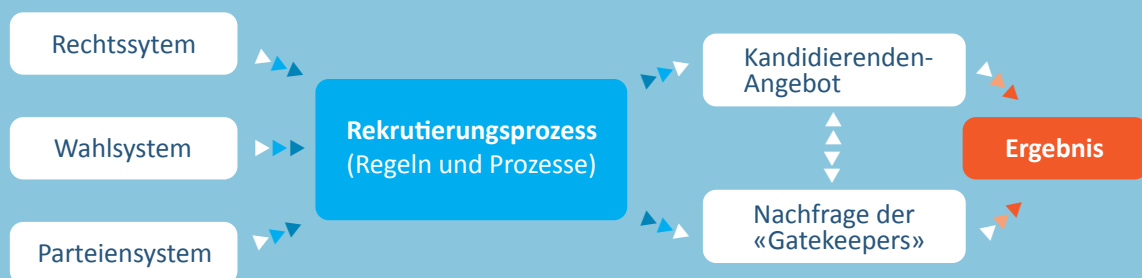 Rechtssytem
Wahlsystem
Parteiensystem
Rekrutierungsprozess
(Regeln und Prozesse)
Kandidierenden-
Angebot
Nachfrage der
«Gatekeepers»
Ergebnis